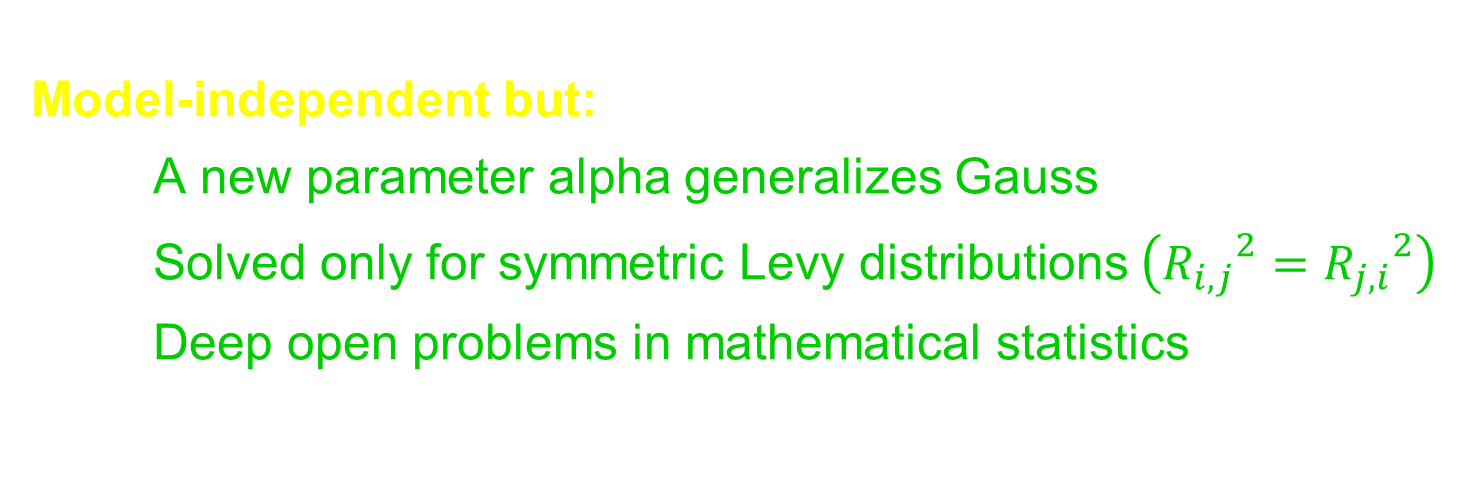 Model-independent but:
A new parameter alpha generalizes Gauss
Solved only for symmetric Levy distributions $(R_{i,j}{}^2 = R_{j,i}{}^2)$
Deep open problems in mathematical statistics